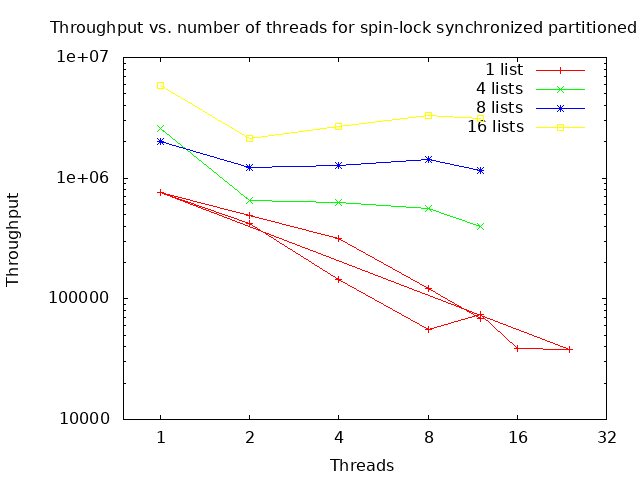 Throughput vs. number of threads for spin-lock synchronized partitioned
1e+07
1e+06
100000
10000
Throughput
1 list
4 lists
8 lists
16 lists
1 2 4 8 16 32
Threads